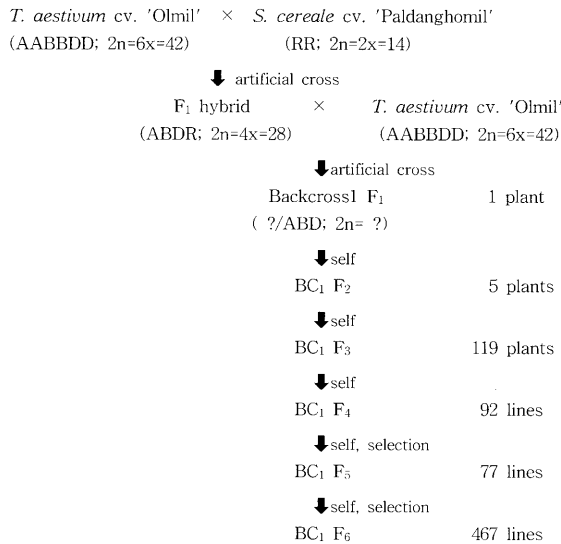 T. aestivum cv. 'Olmil' × S. cereale cv. 'Paldanghomil'
(AABBDD; 2n=6x=42) (RR; 2n=2x=14)
artificial cross
F₁ hybrid × T. aestivum cv. 'Olmil'
(ABDR; 2n=4x=28) (AABBDD; 2n=6x=42)
artificial cross
Backcross1 F₁ 1 plant
( ?/ABD; 2n= ?)
self
BC₁ F₂ 5 plants
self
BC₁ F₃ 119 plants
self
BC₁ F₄ 92 lines
self, selection
BC₁ F₅ 77 lines
self, selection
BC₁ F₆ 467 lines